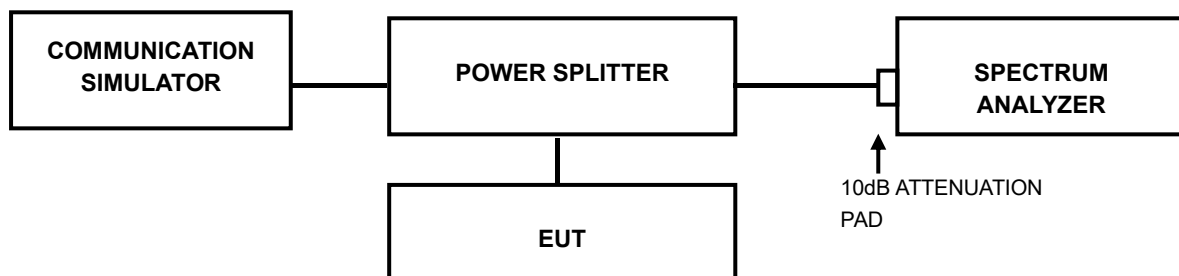 COMMUNICATION
SIMULATOR
POWER SPLITTER
SPECTRUM
ANALYZER
10dB ATTENUATION
PAD
EUT